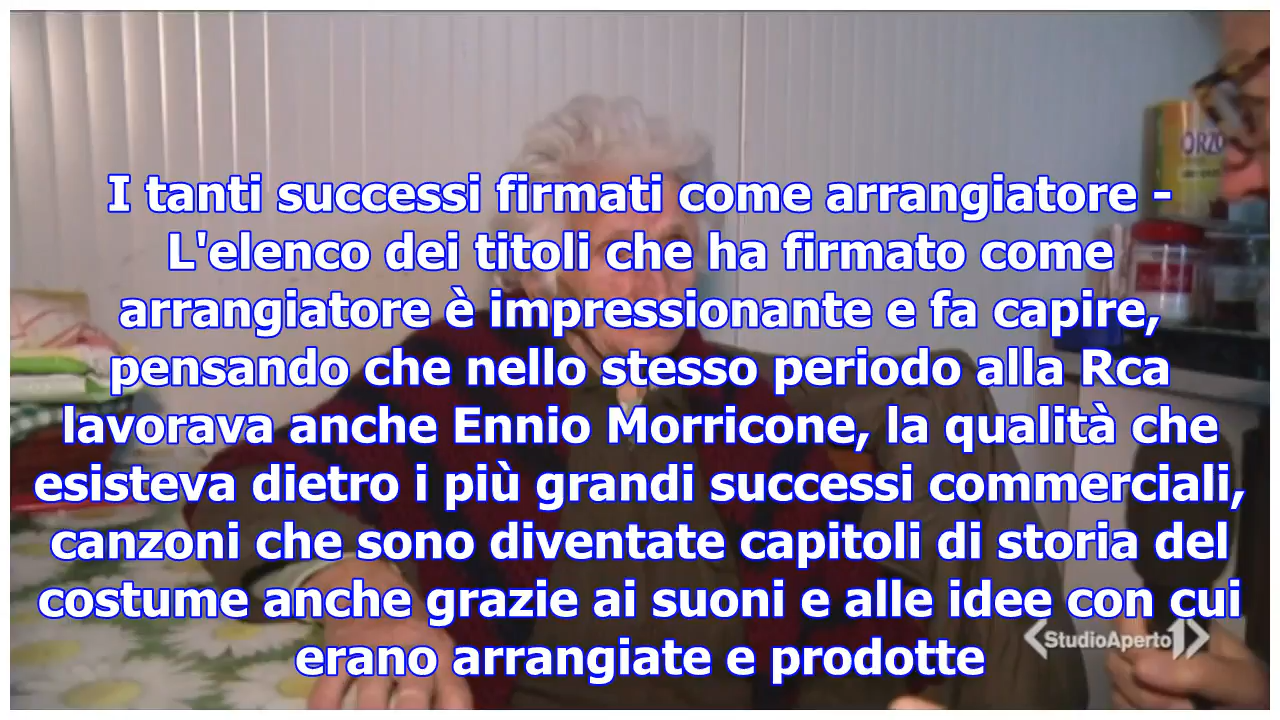 I tanti successi firmati come arrangiatore -
L'elenco dei titoli che ha firmato come
arrangiatore è impressionante e fa capire,
pensando che nello stesso periodo alla Rca
lavorava anche Ennio Morricone, la qualità che
esisteva dietro i più grandi successi commerciali,
canzoni che sono diventate capitoli di storia del
costume anche grazie ai suoni e alle idee con cui
erano arrangiate e prodotte
ORZO
StudioAperto1